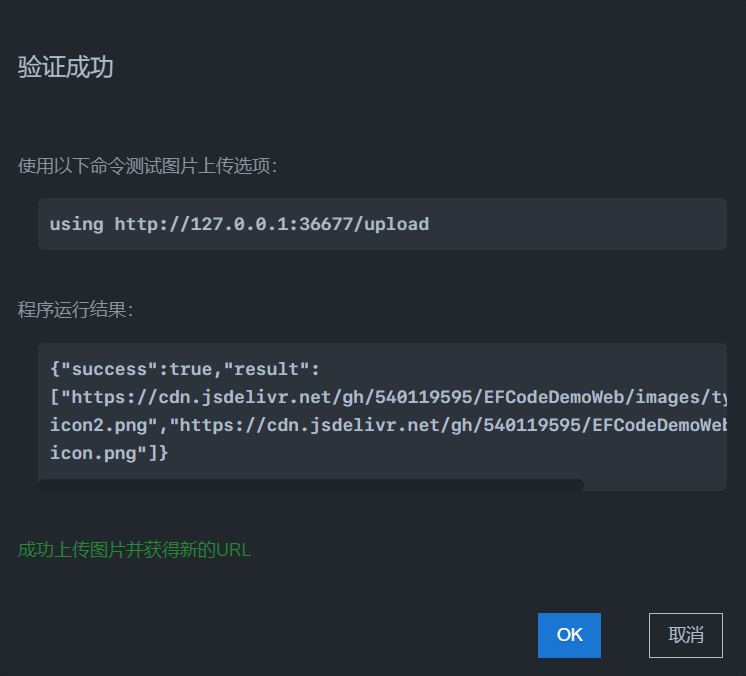 验证成功
使用以下命令测试图片上传选项：
using http://127.0.0.1:36677/upload
程序运行结果：
{"success":true,"result":
["https://cdn.jsdelivr.net/gh/540119595/EFCodeDemoWeb/images/ty
icon2.png","https://cdn.jsdelivr.net/gh/540119595/EFCodeDemoWeb
icon.png"]}
成功上传图片并获得新的URL
OK
取消